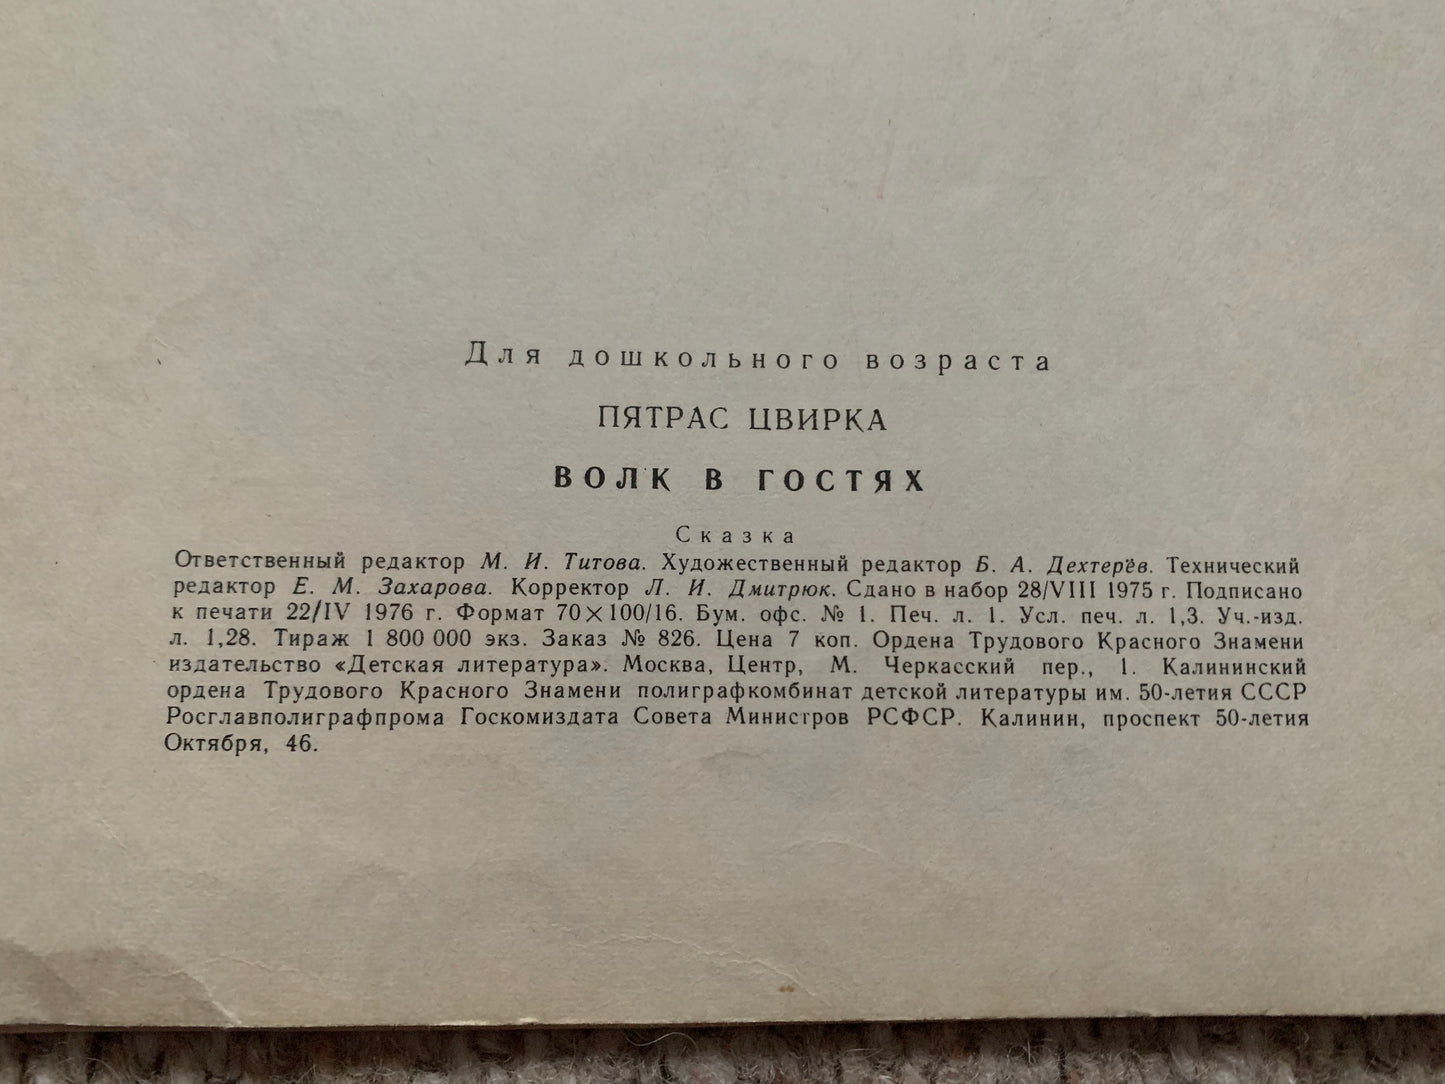 Для дошкольного возраста
ПЯТРАС ЦВИРКА
ВОЛК В ГОСТЯХ
Сказка
Ответственный редактор М. И. Титова. Художественный редактор Б. А. Дехтерёв. Технический
редактор Е. М. Захарова. Корректор Л. И. Дмитрюк. Сдано в набор 28/VIII 1975 г. Подписано
к печати 22/IV 1976 г. Формат 70×100/16. Бум. офс. № 1. Печ. л. 1. Усл. печ. л. 1,3. Уч.-изд.
л. 1,28. Тираж 1 800 000 экз. Заказ № 826. Цена 7 коп. Ордена Трудового Красного Знамени
издательство «Детская литература». Москва, Центр, М. Черкасский пер., 1. Калининский
ордена Трудового Красного Знамени полиграфкомбинат детской литературы им. 50-летия СССР
Росглавполиграфпрома Госкомиздата Совета Министров РСФСР. Калинин, проспект 50-летия
Октября, 46.